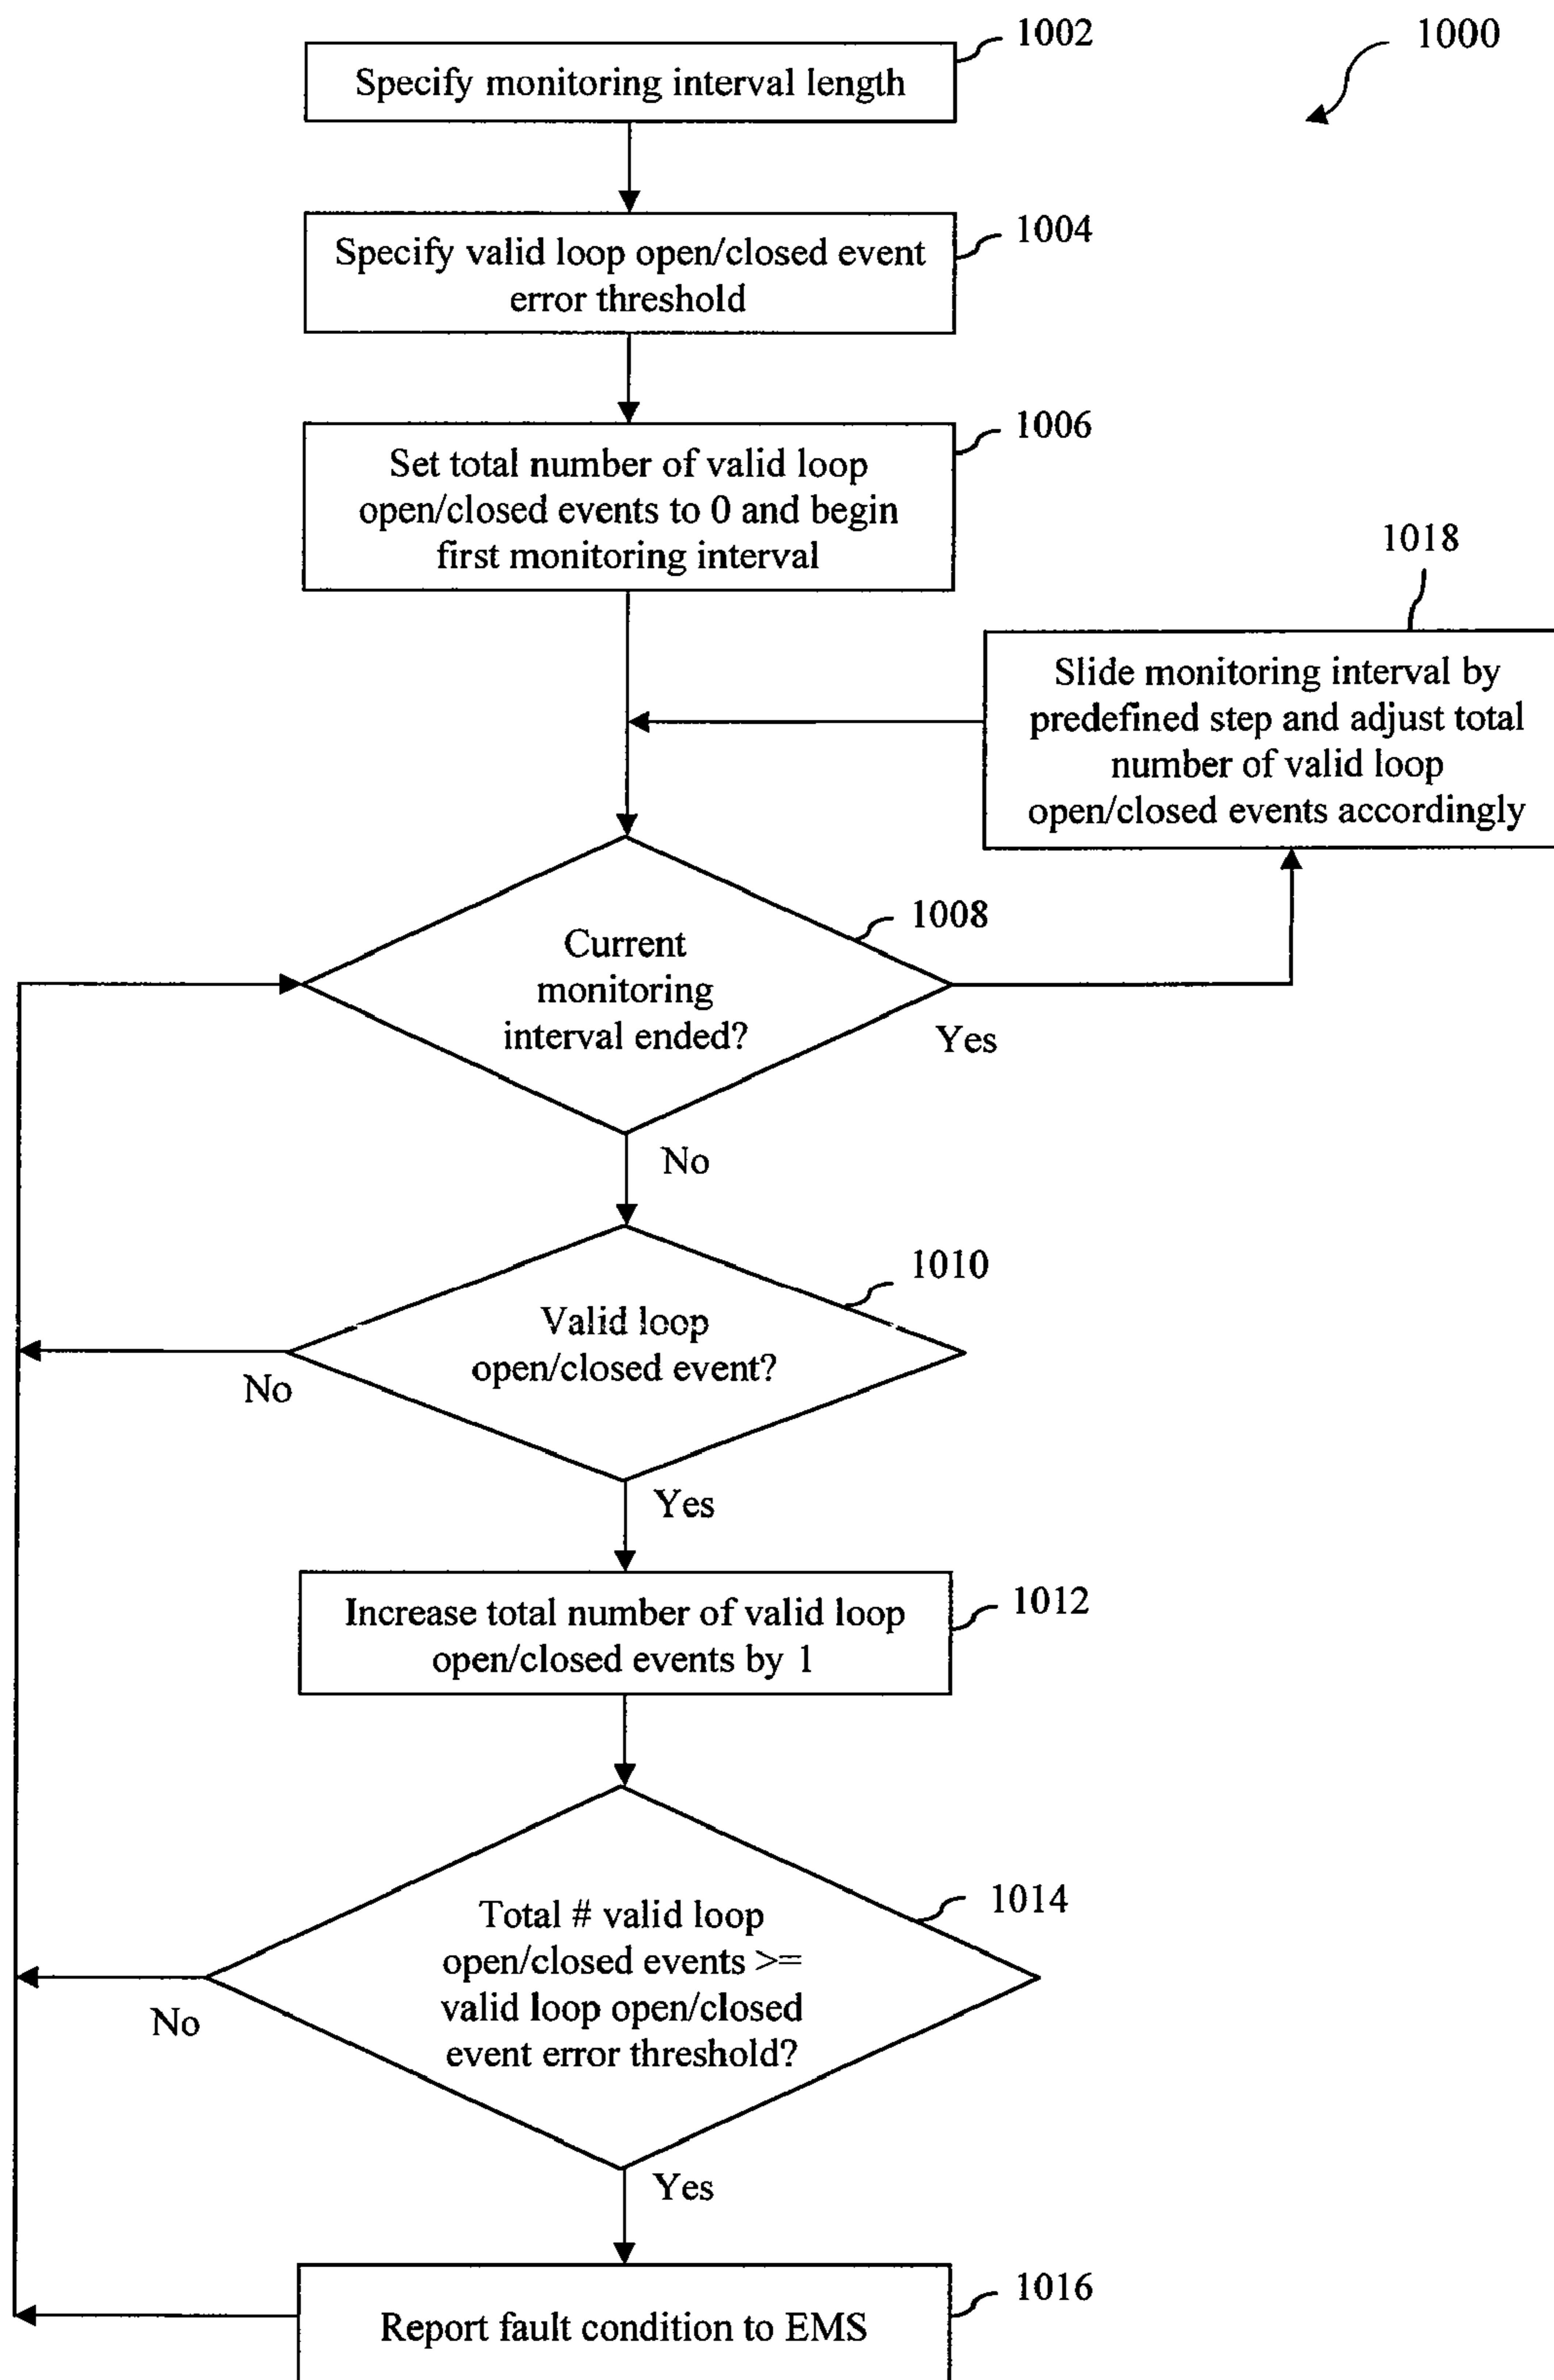 1002
1000
Specify monitoring interval length
1004
Specify valid loop open/closed event
error threshold
1006
Set total number of valid loop
open/closed events to 0 and begin
first monitoring interval
1018
Slide monitoring interval by
predefined step and adjust total
number of valid loop
open/closed events accordingly
1008
Current
monitoring
interval ended?
Yes
No
1010
Valid loop
open/closed event?
No
Yes
1012
Increase total number of valid loop
open/closed events by 1
1014
Total # valid loop
open/closed events >=
valid loop open/closed
event error threshold?
No
Yes
1016
Report fault condition to EMS